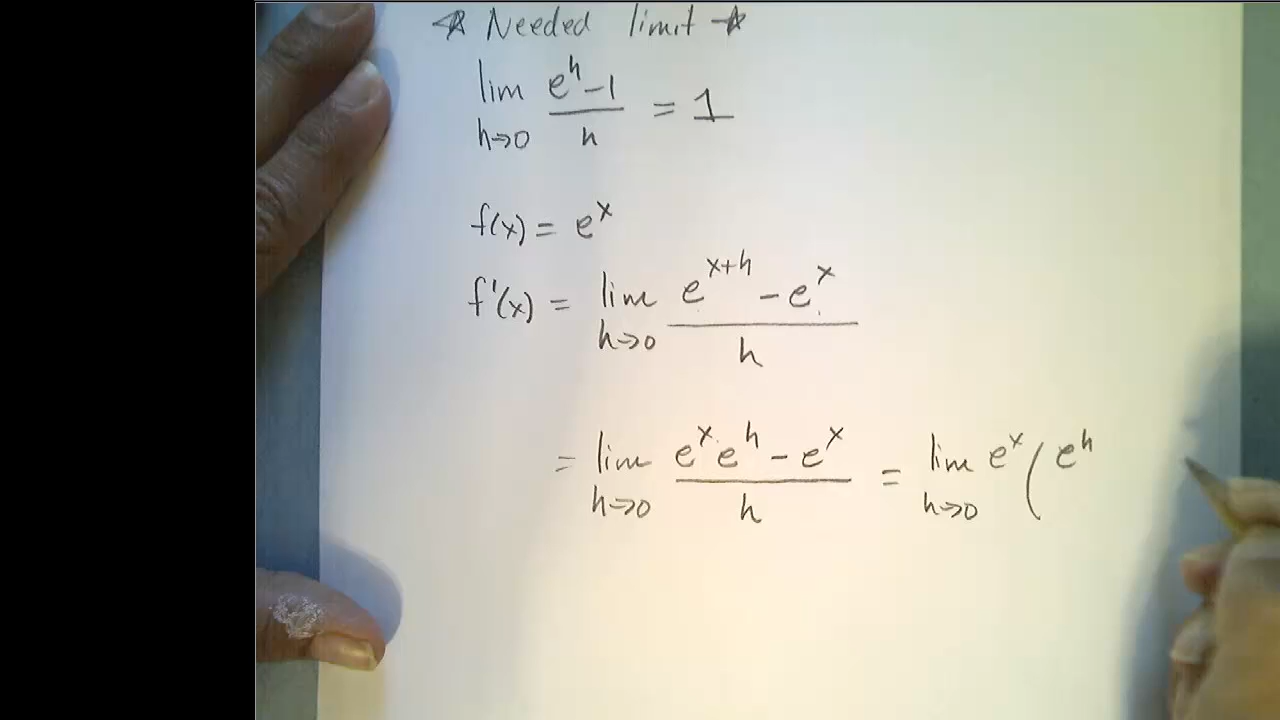 ☆ Needed limit ☆
lim h→0 (e^h − 1)/h = 1
f(x) = e^x
f'(x) = lim h→0 (e^(x+h) − e^x)/h
= lim h→0 (e^x e^h − e^x)/h = lim h→0 e^x ( e^h